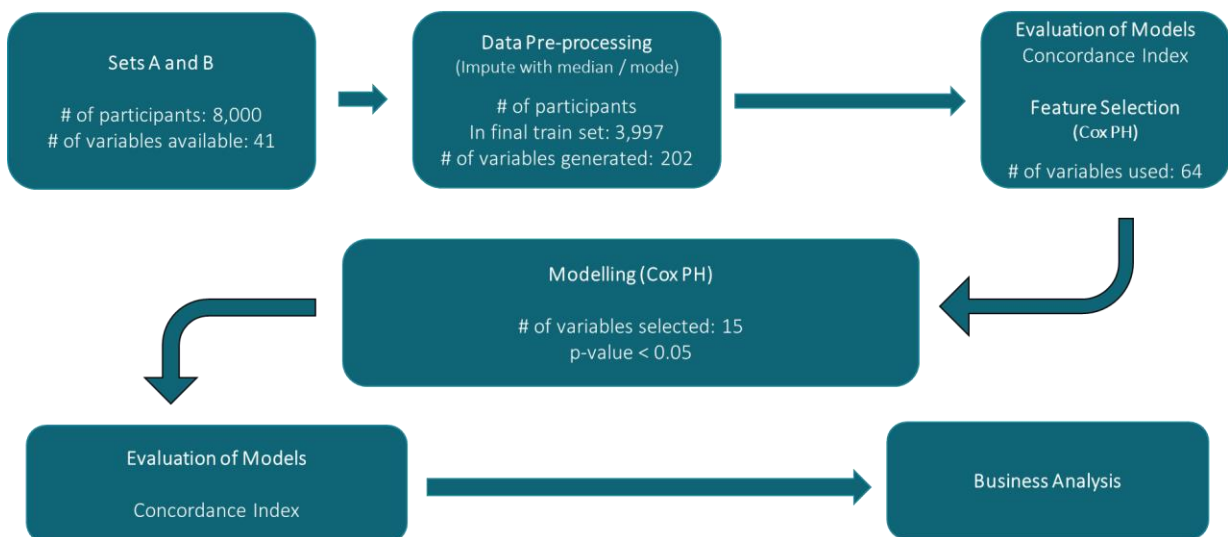 Sets A and B
# of participants: 8,000
# of variables available: 41
Data Pre-processing
(Impute with median / mode)
# of participants
In final train set: 3,997
# of variables generated: 202
Evaluation of Models
Concordance Index
Feature Selection
(Cox PH)
# of variables used: 64
Modelling (Cox PH)
# of variables selected: 15
p-value < 0.05
Evaluation of Models
Concordance Index
Business Analysis